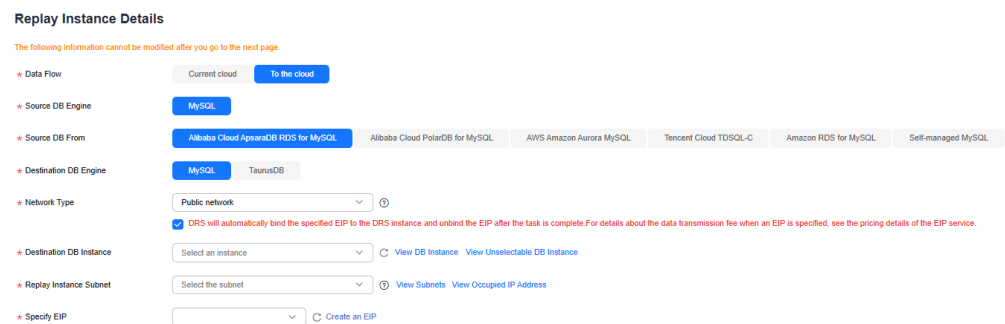 Replay Instance Details
The following information cannot be modified after you go to the next page.
* Data Flow Current cloud To the cloud
* Source DB Engine MySQL
* Source DB From Alibaba Cloud ApsaraDB RDS for MySQL Alibaba Cloud PolarDB for MySQL AWS Amazon Aurora MySQL Tencent Cloud TDSQL-C Amazon RDS for MySQL Self-managed MySQL
* Destination DB Engine MySQL TaurusDB
* Network Type Public network
DRS will automatically bind the specified EIP to the DRS instance and unbind the EIP after the task is complete.For details about the data transmission fee when an EIP is specified, see the pricing details of the EIP service.
* Destination DB Instance Select an instance View DB Instance View Unselectable DB Instance
* Replay Instance Subnet Select the subnet View Subnets View Occupied IP Address
* Specify EIP Create an EIP